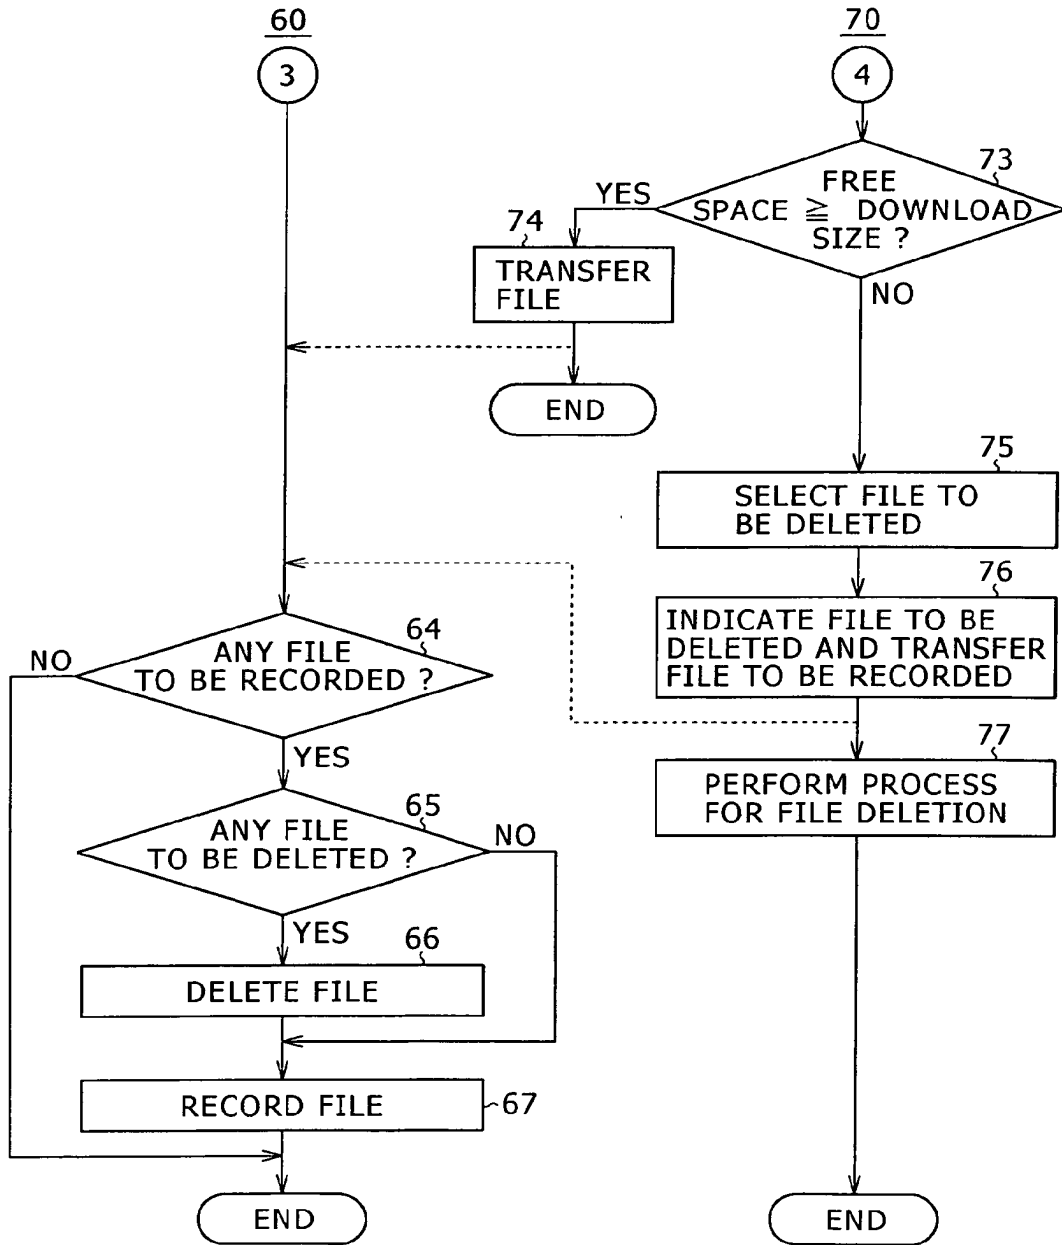 60
3
70
4
73
FREE
SPACE ≧ DOWNLOAD
SIZE ?
YES
NO
74
TRANSFER
FILE
END
75
SELECT FILE TO
BE DELETED
76
INDICATE FILE TO BE
DELETED AND TRANSFER
FILE TO BE RECORDED
77
PERFORM PROCESS
FOR FILE DELETION
END
64
ANY FILE
TO BE RECORDED ?
NO
YES
65
ANY FILE
TO BE DELETED ?
NO
YES
66
DELETE FILE
RECORD FILE
67
END